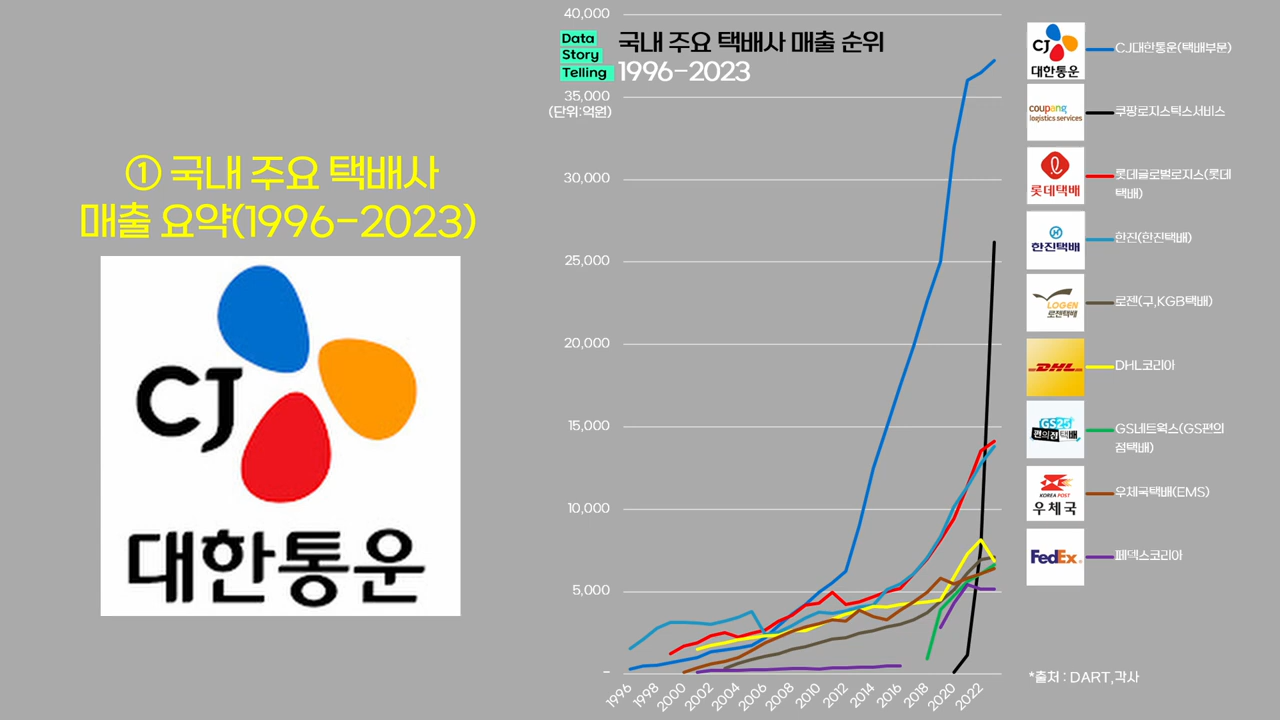 ① 국내 주요 택배사
매출 요약(1996-2023)
CJ
대한통운
Data
Story
Telling
국내 주요 택배사 매출 순위
1996-2023
(단위:억원)
40,000
35,000
30,000
25,000
20,000
15,000
10,000
5,000
-
1996
1998
2000
2002
2004
2006
2008
2010
2012
2014
2016
2018
2020
2022
CJ
대한통운
CJ대한통운(택배부문)
coupang
logistics services
쿠팡로지스틱스서비스
롯데택배
롯데글로벌로지스(롯데
택배)
한진택배
한진(한진택배)
LOGEN
로젠택배
로젠(구,KGB택배)
DHL
DHL코리아
GS25
편의점택배
GS네트웍스(GS편의
점택배)
KOREA POST
우체국
우체국택배(EMS)
FedEx
페덱스코리아
*출처 : DART,각사